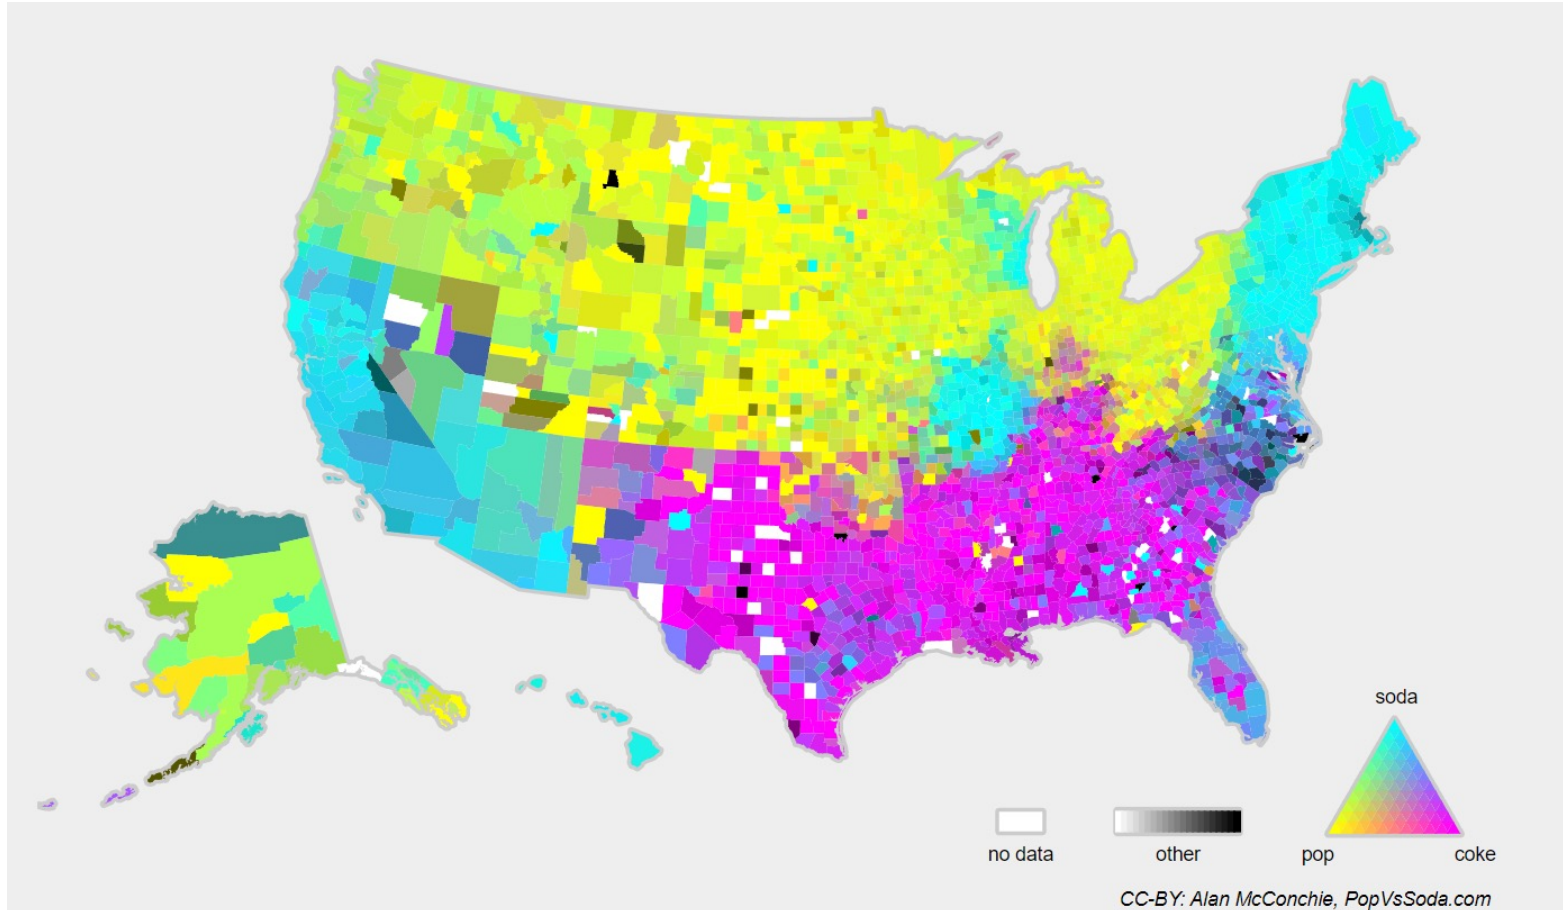 soda
no data
other
pop
coke
CC-BY: Alan McConchie, PopVsSoda.com